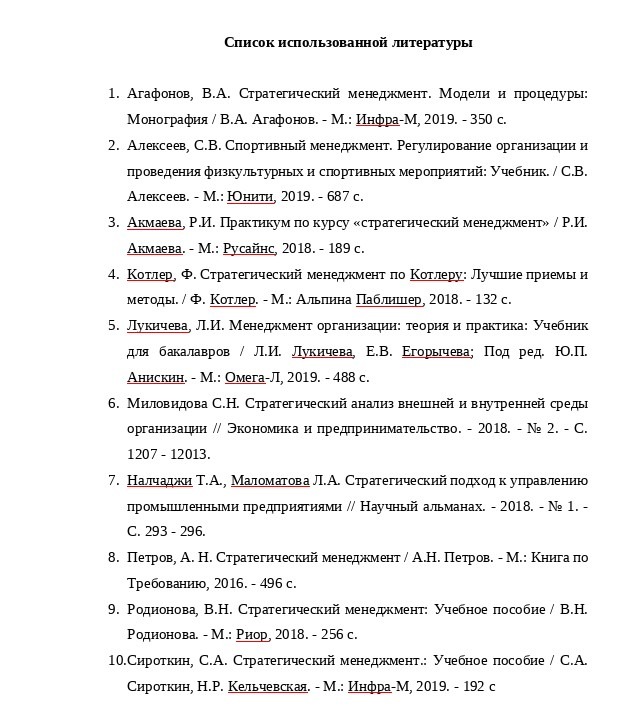 Список использованной литературы
1. Агафонов, В.А. Стратегический менеджмент. Модели и процедуры:
Монография / В.А. Агафонов. - М.: Инфра-М, 2019. - 350 с.
2. Алексеев, С.В. Спортивный менеджмент. Регулирование организации и
проведения физкультурных и спортивных мероприятий: Учебник. / С.В.
Алексеев. - М.: Юнити, 2019. - 687 с.
3. Акмаева, Р.И. Практикум по курсу «стратегический менеджмент» / Р.И.
Акмаева. - М.: Русайнс, 2018. - 189 с.
4. Котлер, Ф. Стратегический менеджмент по Котлеру: Лучшие приемы и
методы. / Ф. Котлер. - М.: Альпина Паблишер, 2018. - 132 с.
5. Лукичева, Л.И. Менеджмент организации: теория и практика: Учебник
для бакалавров / Л.И. Лукичева, Е.В. Егорычева; Под ред. Ю.П.
Анискин. - М.: Омега-Л, 2019. - 488 с.
6. Миловидова С.Н. Стратегический анализ внешней и внутренней среды
организации // Экономика и предпринимательство. - 2018. - № 2. - С.
1207 - 12013.
7. Налчаджи Т.А., Маломатова Л.А. Стратегический подход к управлению
промышленными предприятиями // Научный альманах. - 2018. - № 1. -
С. 293 - 296.
8. Петров, А. Н. Стратегический менеджмент / А.Н. Петров. - М.: Книга по
Требованию, 2016. - 496 с.
9. Родионова, В.Н. Стратегический менеджмент: Учебное пособие / В.Н.
Родионова. - М.: Риор, 2018. - 256 с.
10.Сироткин, С.А. Стратегический менеджмент.: Учебное пособие / С.А.
Сироткин, Н.Р. Кельчевская. - М.: Инфра-М, 2019. - 192 с